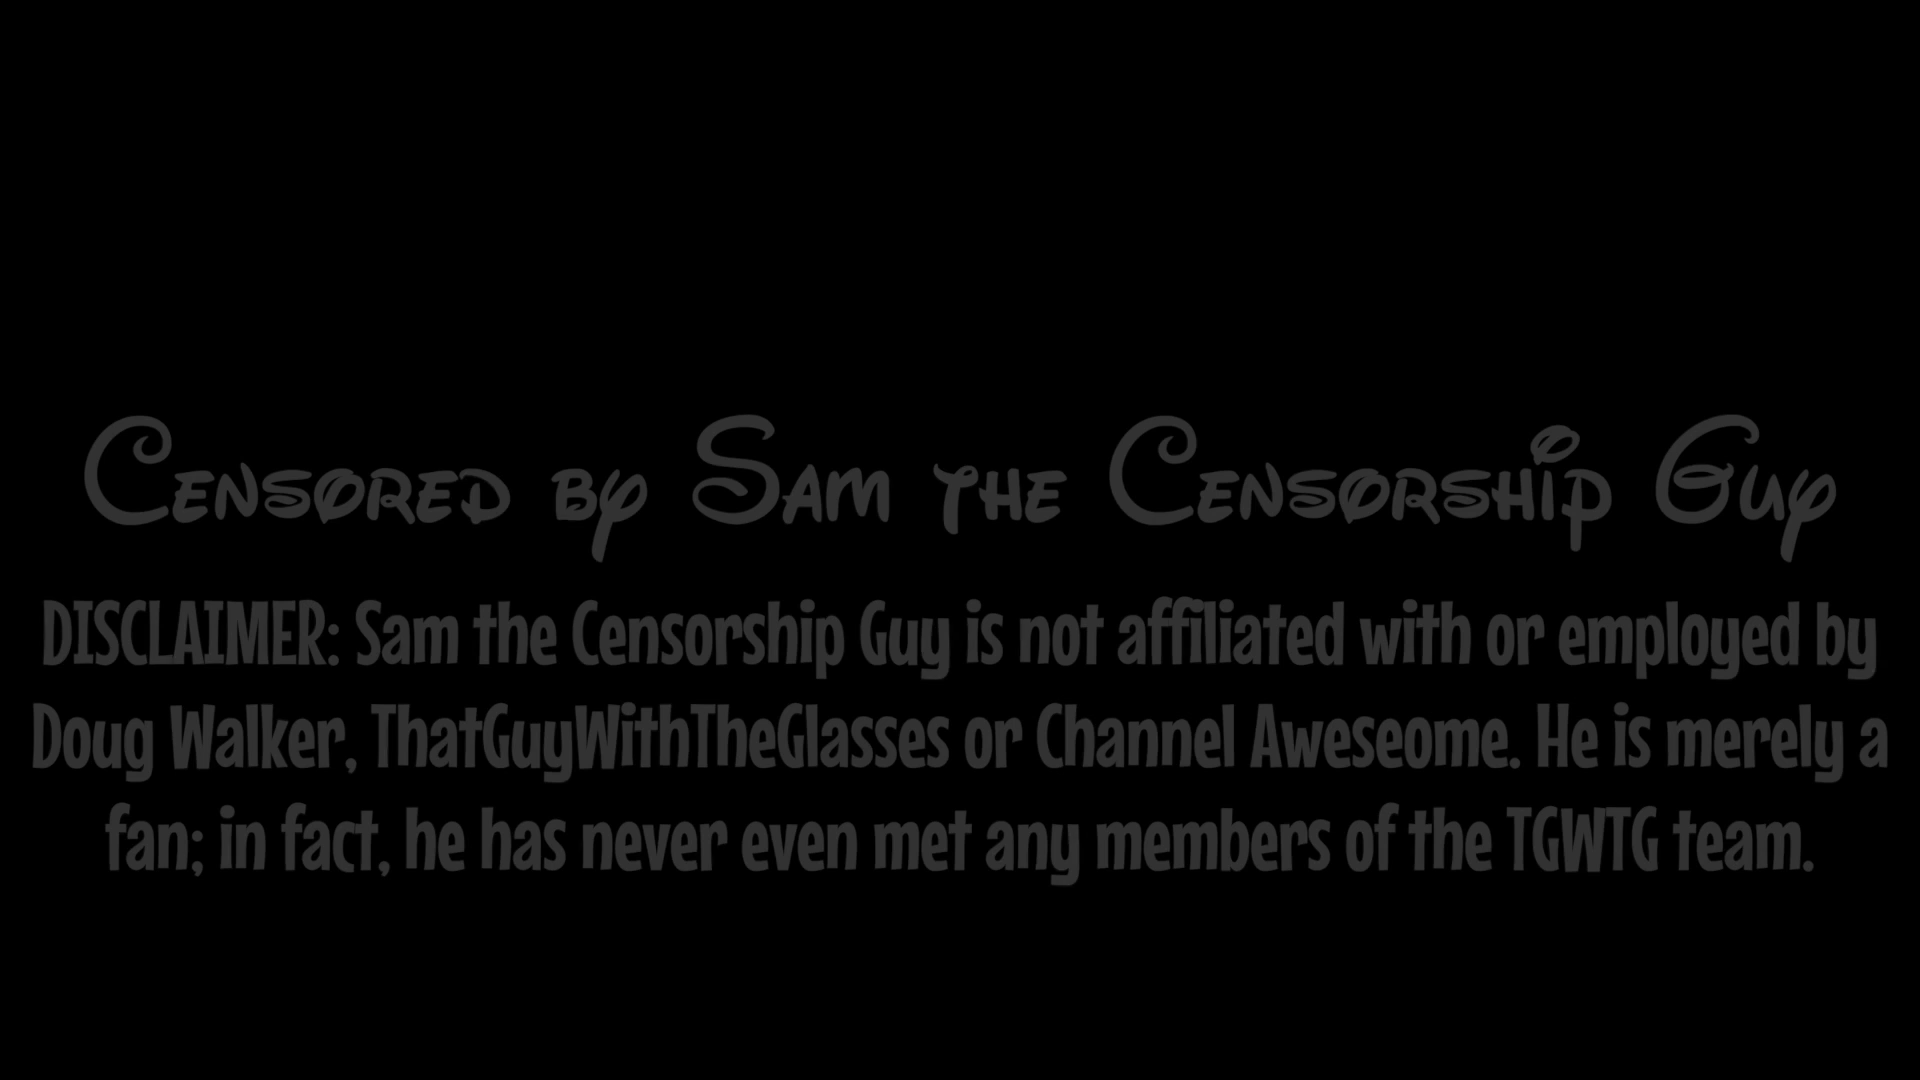 Censored by Sam the Censorship Guy
DISCLAIMER: Sam the Censorship Guy is not affiliated with or employed by
Doug Walker, ThatGuyWithTheGlasses or Channel Aweseome. He is merely a
fan; in fact, he has never even met any members of the TGWTG team.